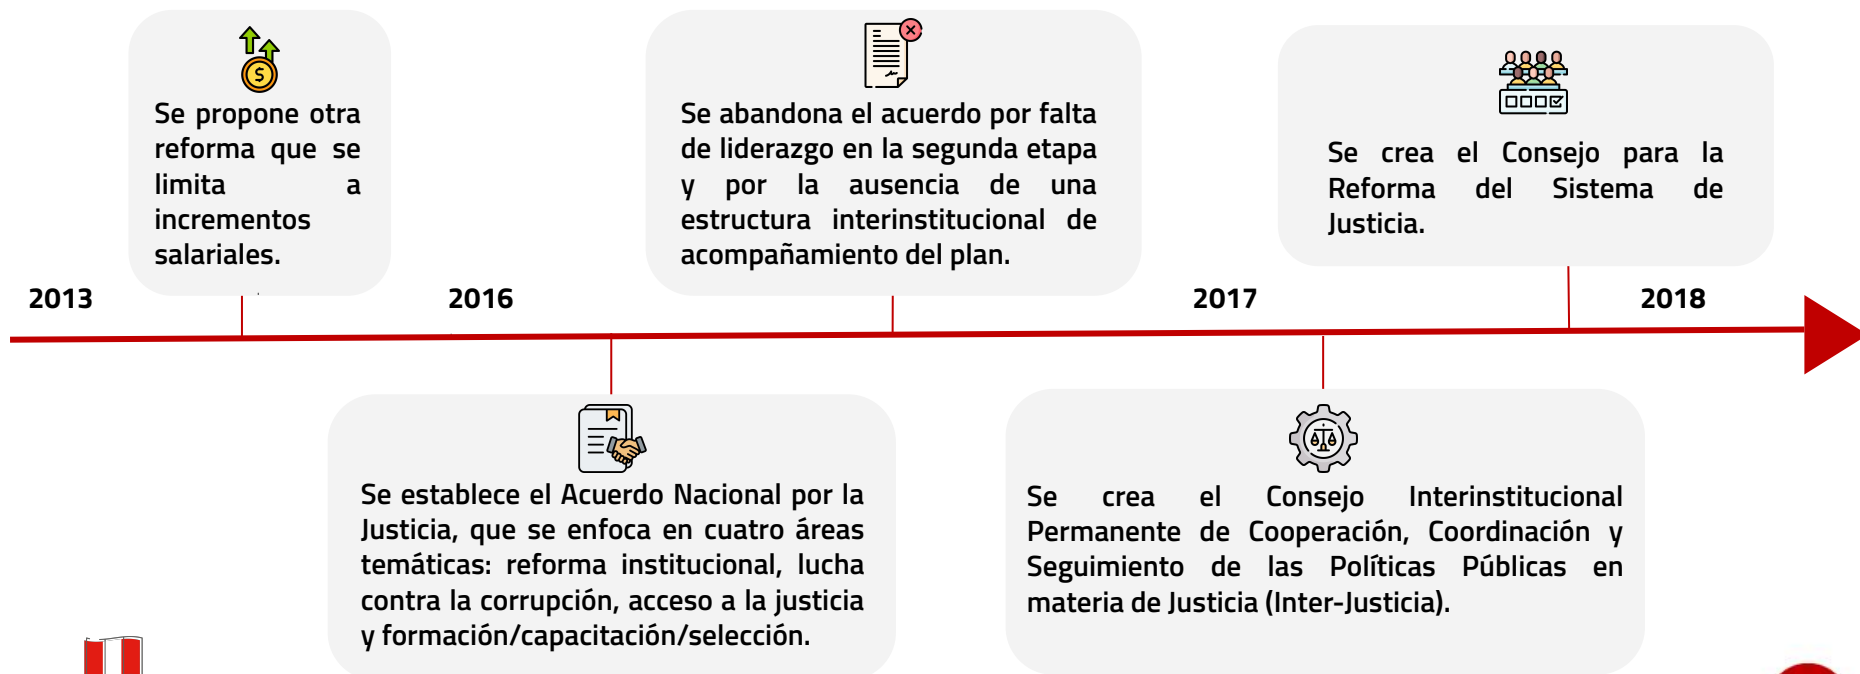 Se propone otra
reforma que se
limita a
incrementos
salariales.
Se abandona el acuerdo por falta
de liderazgo en la segunda etapa
y por la ausencia de una
estructura interinstitucional de
acompañamiento del plan.
Se crea el Consejo para la
Reforma del Sistema de
Justicia.
2013
2016
2017
2018
Se establece el Acuerdo Nacional por la
Justicia, que se enfoca en cuatro áreas
temáticas: reforma institucional, lucha
contra la corrupción, acceso a la justicia
y formación/capacitación/selección.
Se crea el Consejo Interinstitucional
Permanente de Cooperación, Coordinación y
Seguimiento de las Políticas Públicas en
materia de Justicia (Inter-Justicia).